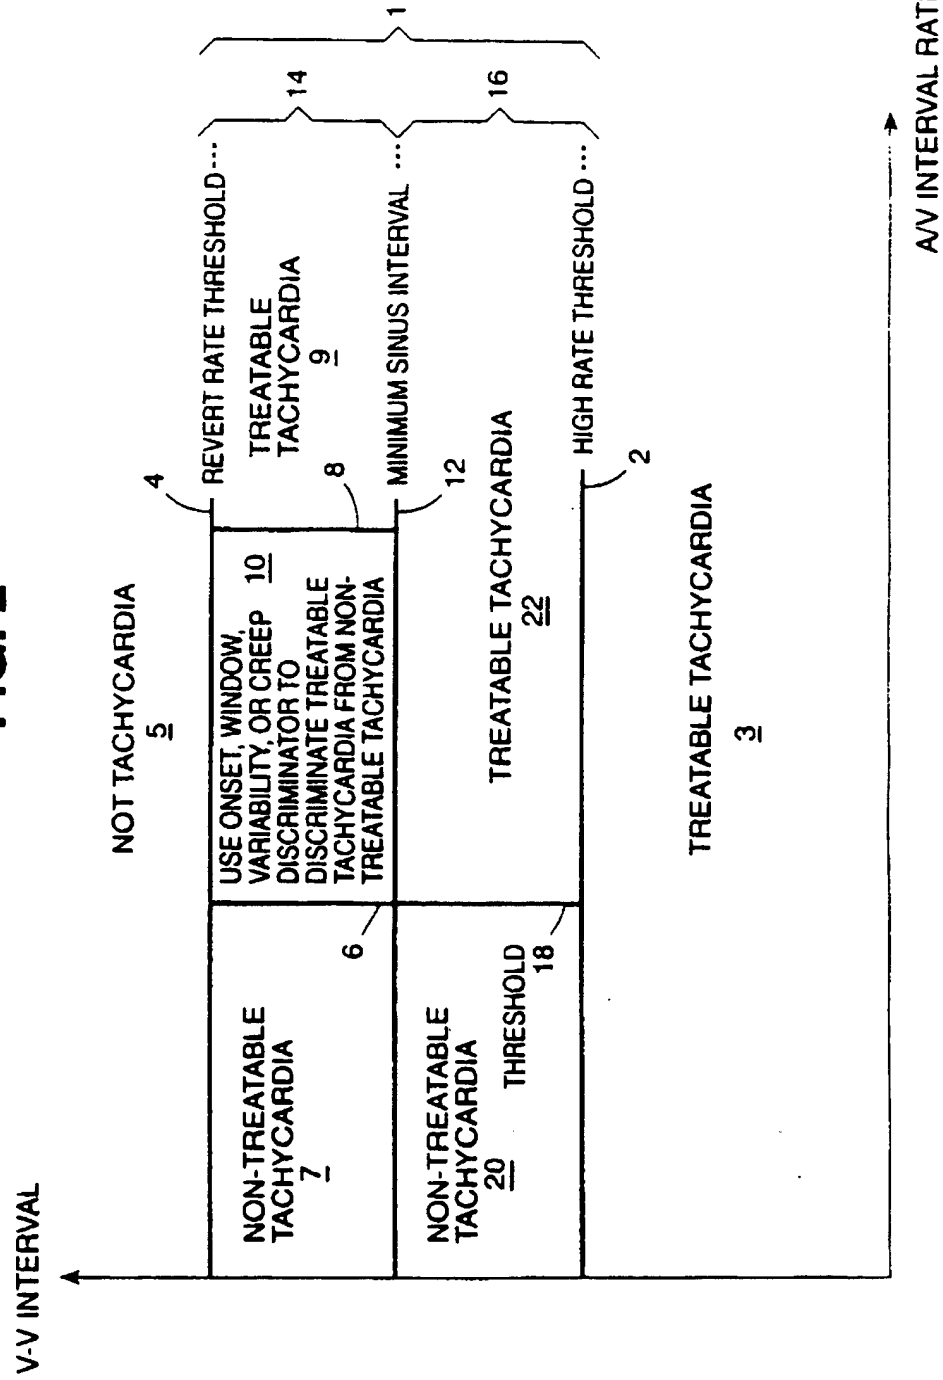 V-V INTERVAL
NOT TACHYCARDIA
5
4
REVERT RATE THRESHOLD...
14
1
NON-TREATABLE
TACHYCARDIA
7
USE ONSET, WINDOW,
VARIABILITY, OR CREEP
DISCRIMINATOR TO
DISCRIMINATE TREATABLE
TACHYCARDIA FROM NON-
TREATABLE TACHYCARDIA
10
TREATABLE
TACHYCARDIA
9
8
6
MINIMUM SINUS INTERVAL ...
12
16
NON-TREATABLE
TACHYCARDIA
20
THRESHOLD
18
TREATABLE TACHYCARDIA
22
HIGH RATE THRESHOLD ...
2
TREATABLE TACHYCARDIA
3
A/V INTERVAL